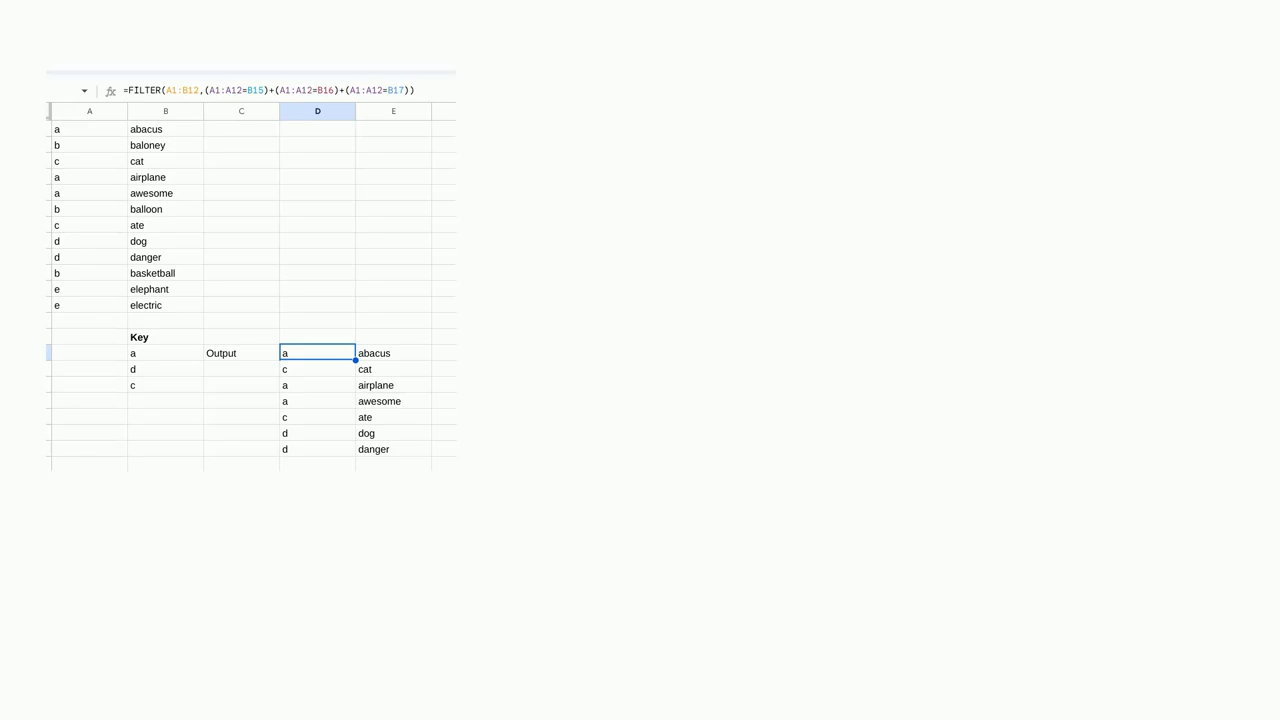 =FILTER(A1:B12,(A1:A12=B15)+(A1:A12=B16)+(A1:A12=B17))
A B C D E
a abacus
b baloney
c cat
a airplane
a awesome
b balloon
c ate
d dog
d danger
b basketball
e elephant
e electric
Key
a Output a abacus
d c cat
c a airplane
a awesome
c ate
d dog
d danger